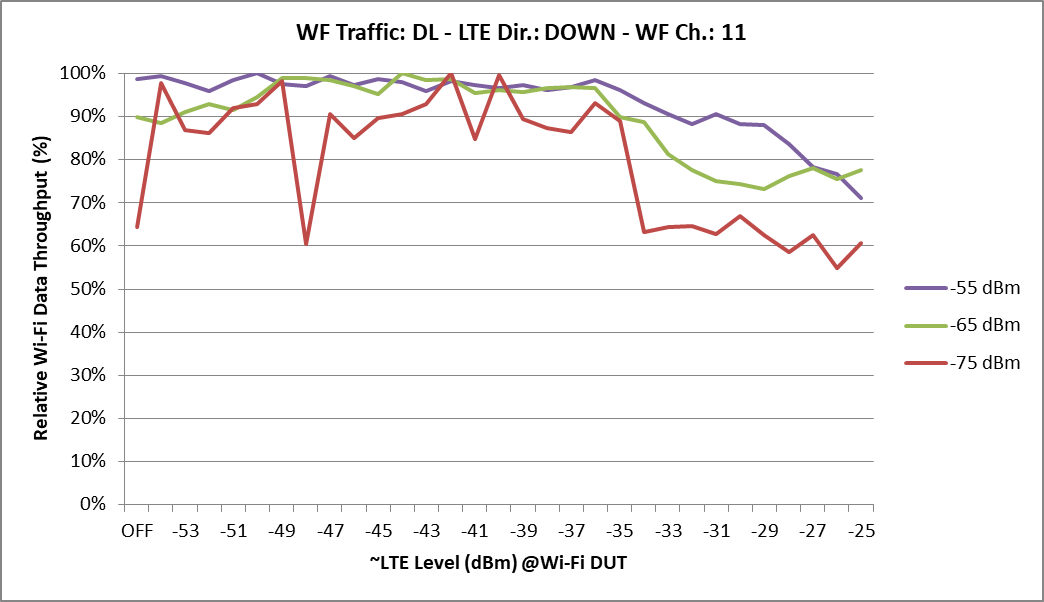 WF Traffic: DL - LTE Dir.: DOWN - WF Ch.: 11
100%
90%
80%
70%
60%
50%
40%
30%
20%
10%
0%
Relative Wi-Fi Data Throughput (%)
OFF -53 -51 -49 -47 -45 -43 -41 -39 -37 -35 -33 -31 -29 -27 -25
~LTE Level (dBm) @Wi-Fi DUT
-55 dBm
-65 dBm
-75 dBm